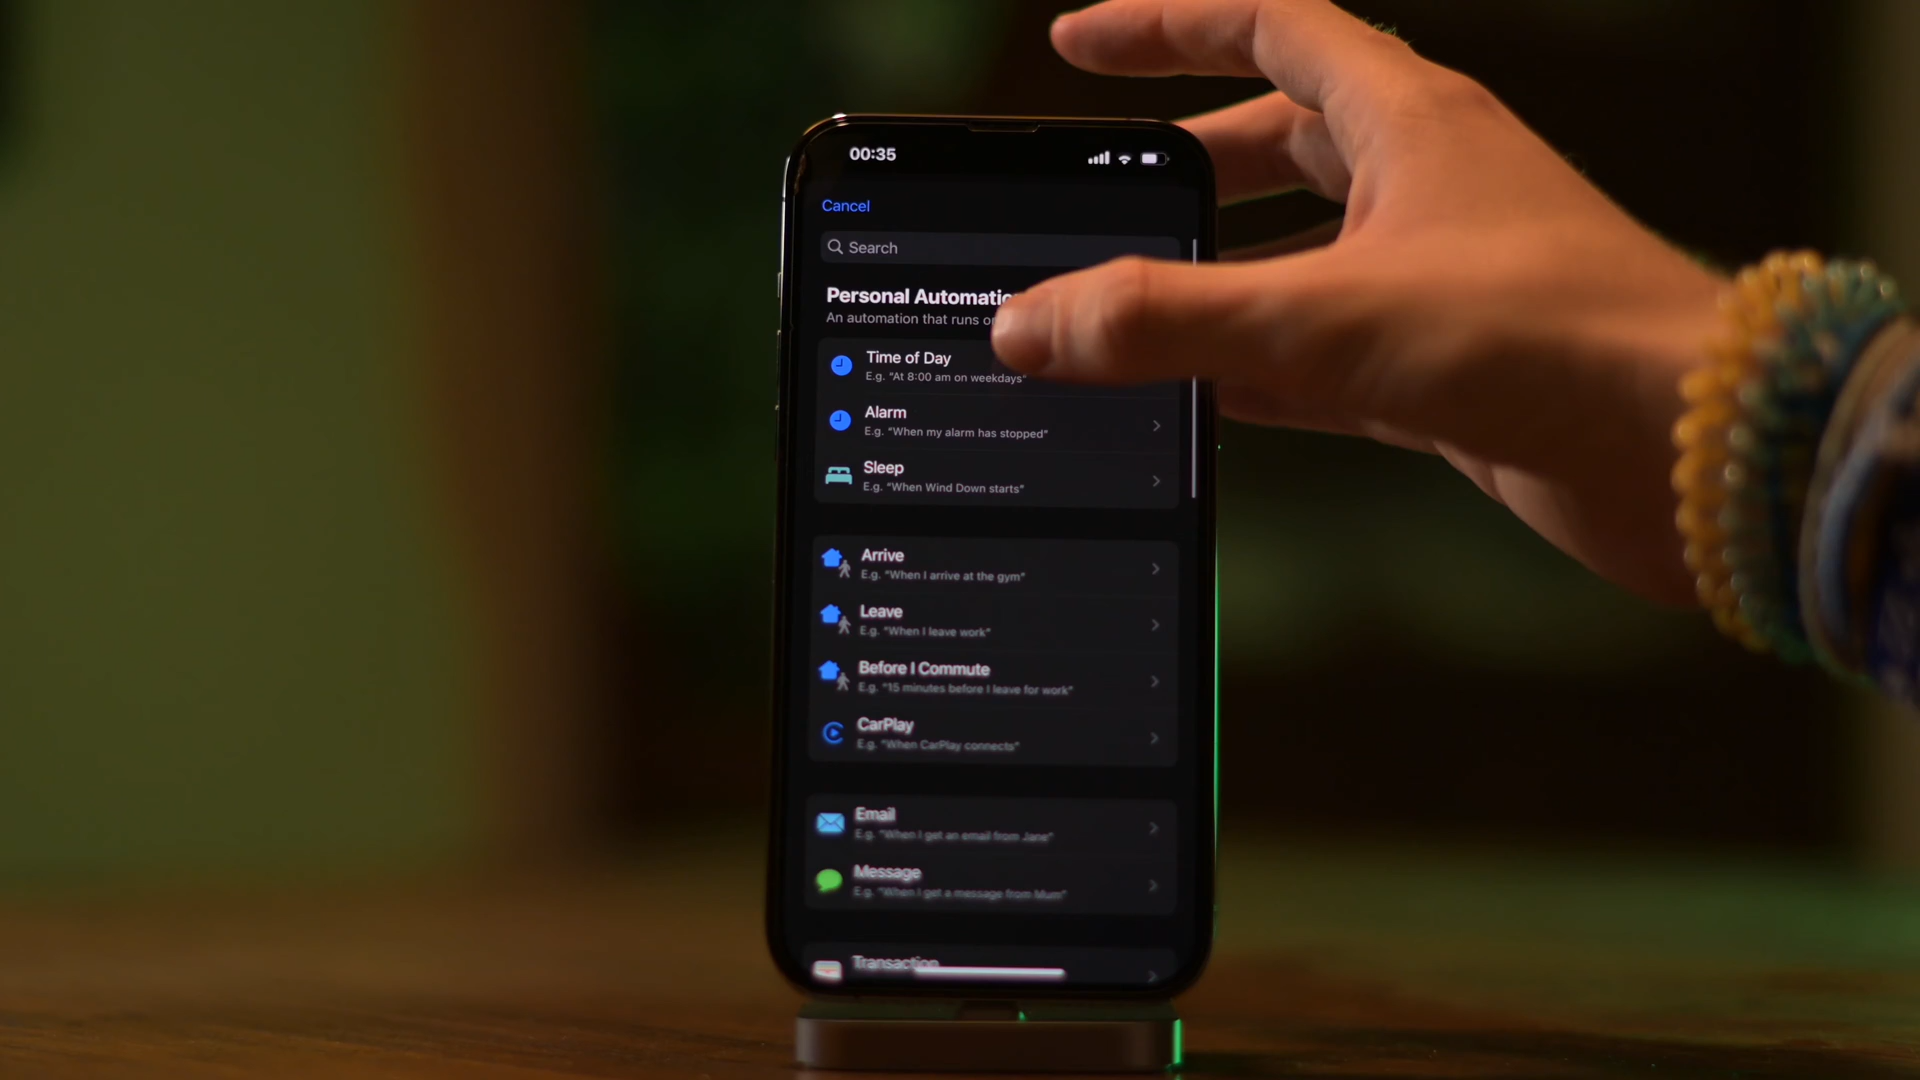 00:35
Cancel
Search
Personal Automatio
An automation that runs o
Time of Day
E.g. "At 8:00 am on weekdays"
Alarm
E.g. "When my alarm has stopped"
Sleep
E.g. "When Wind Down starts"
Arrive
E.g. "When I arrive at the gym"
Leave
E.g. "When I leave work"
Before I Commute
E.g. "15 minutes before I leave for work"
CarPlay
E.g. "When CarPlay connects"
Email
E.g. "When I get an email from Jane"
Message
E.g. "When I get a message from Mum"
Transaction